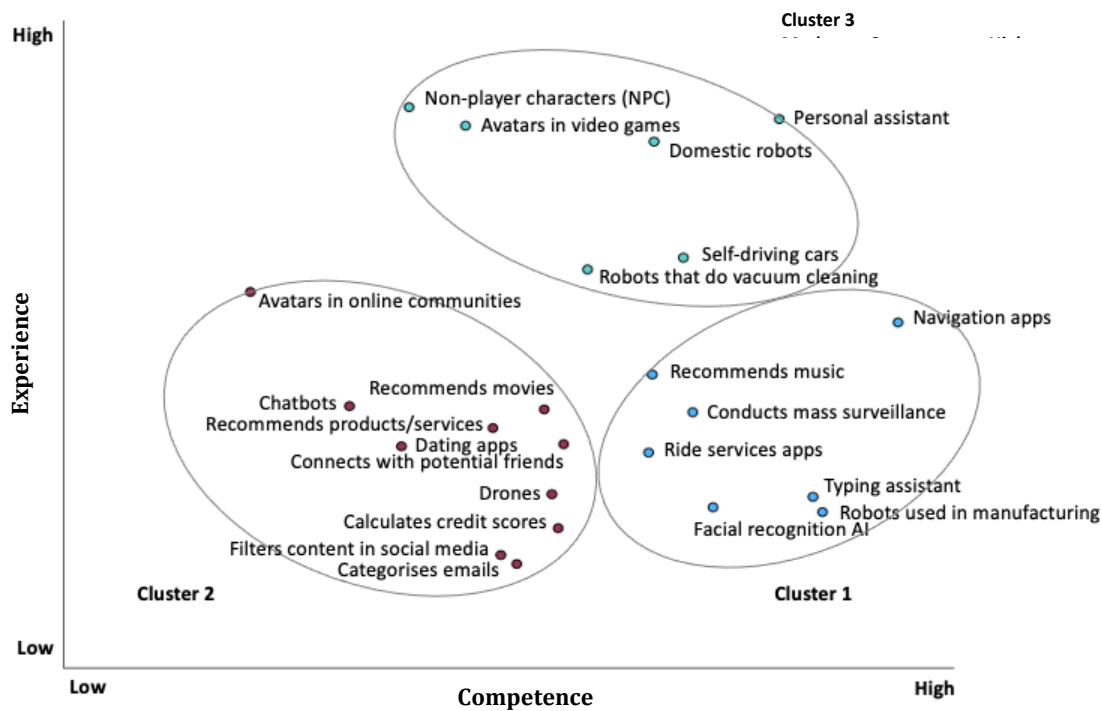 Cluster 3
High
Non-player characters (NPC)
Avatars in video games
Personal assistant
Domestic robots
Self-driving cars
Robots that do vacuum cleaning
Avatars in online communities
Navigation apps
Experience
Recommends music
Recommends movies
Chatbots
Conducts mass surveillance
Recommends products/services
Dating apps
Ride services apps
Connects with potential friends
Drones
Typing assistant
Robots used in manufacturing
Calculates credit scores
Facial recognition AI
Filters content in social media
Categorises emails
Cluster 2
Cluster 1
Low
Low
High
Competence